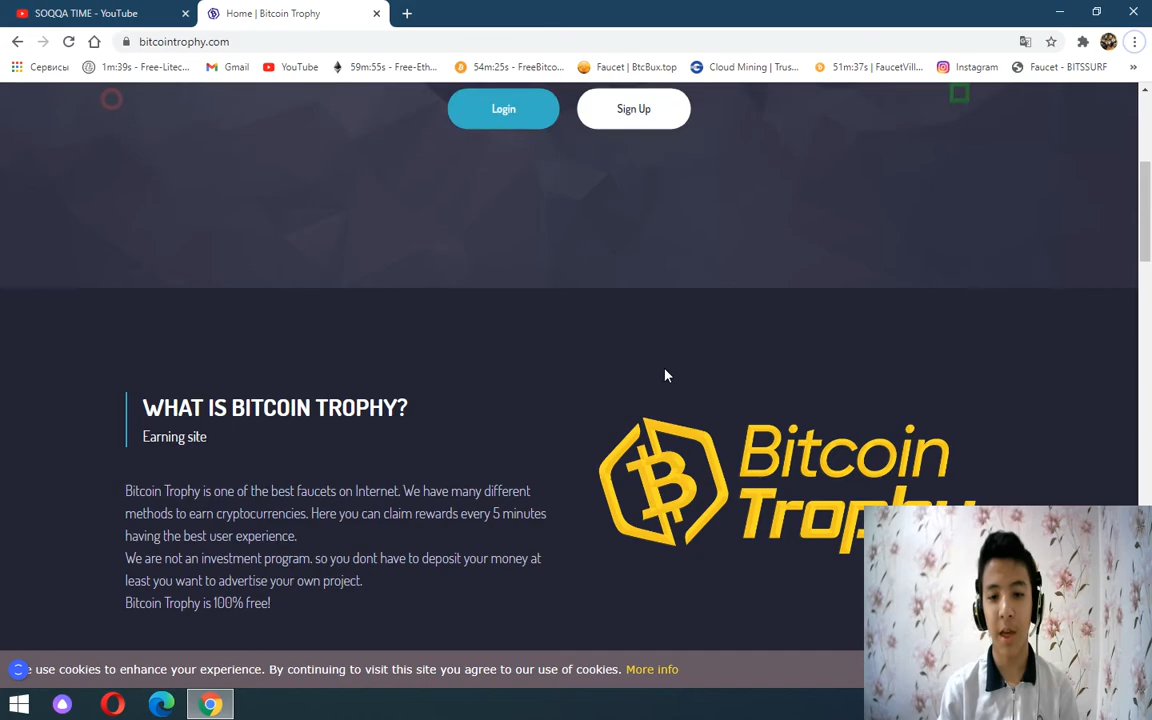 SOQQA TIME - YouTube
Home | Bitcoin Trophy
bitcointrophy.com
Сервисы
1m:39s - Free-Litec...
Gmail
YouTube
59m:55s - Free-Eth...
54m:25s - FreeBitco...
Faucet | BtcBux.top
Cloud Mining | Trus...
51m:37s | FaucetVill...
Instagram
Faucet - BITSSURF
Login
Sign Up
WHAT IS BITCOIN TROPHY?
Earning site
Bitcoin Trophy is one of the best faucets on Internet. We have many different
methods to earn cryptocurrencies. Here you can claim rewards every 5 minutes
having the best user experience.
We are not an investment program. so you dont have to deposit your money at
least you want to advertise your own project.
Bitcoin Trophy is 100% free!
Bitcoin
Trophy
e use cookies to enhance your experience. By continuing to visit this site you agree to our use of cookies. More info